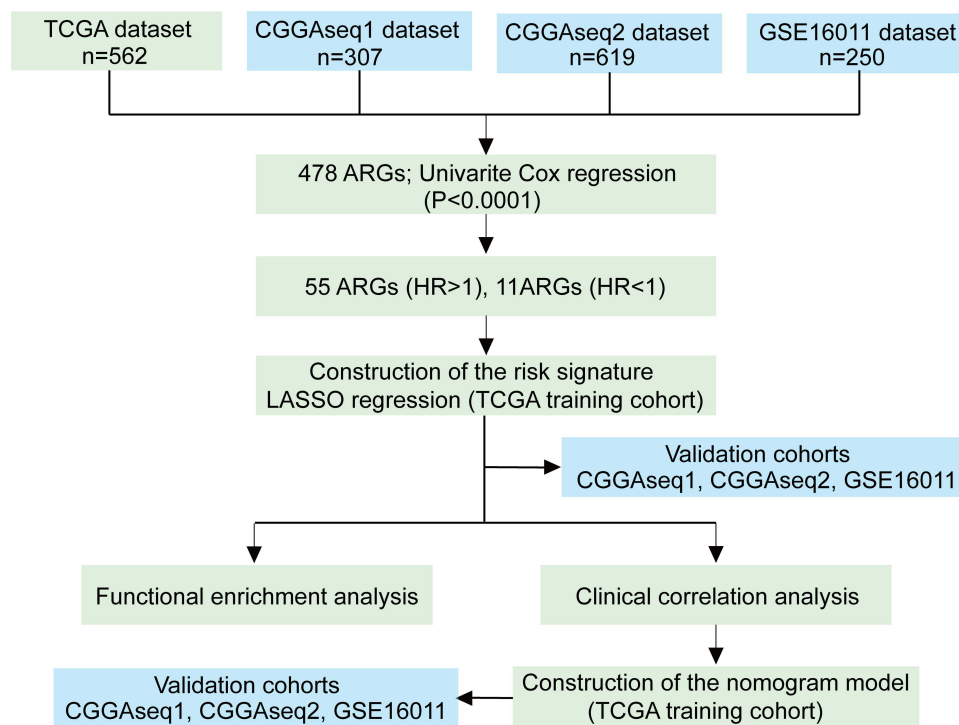 TCGA dataset
n=562
CGGAseq1 dataset
n=307
CGGAseq2 dataset
n=619
GSE16011 dataset
n=250
478 ARGs; Univarite Cox regression
(P<0.0001)
55 ARGs (HR>1), 11ARGs (HR<1)
Construction of the risk signature
LASSO regression (TCGA training cohort)
Validation cohorts
CGGAseq1, CGGAseq2, GSE16011
Functional enrichment analysis
Clinical correlation analysis
Validation cohorts
CGGAseq1, CGGAseq2, GSE16011
Construction of the nomogram model
(TCGA training cohort)